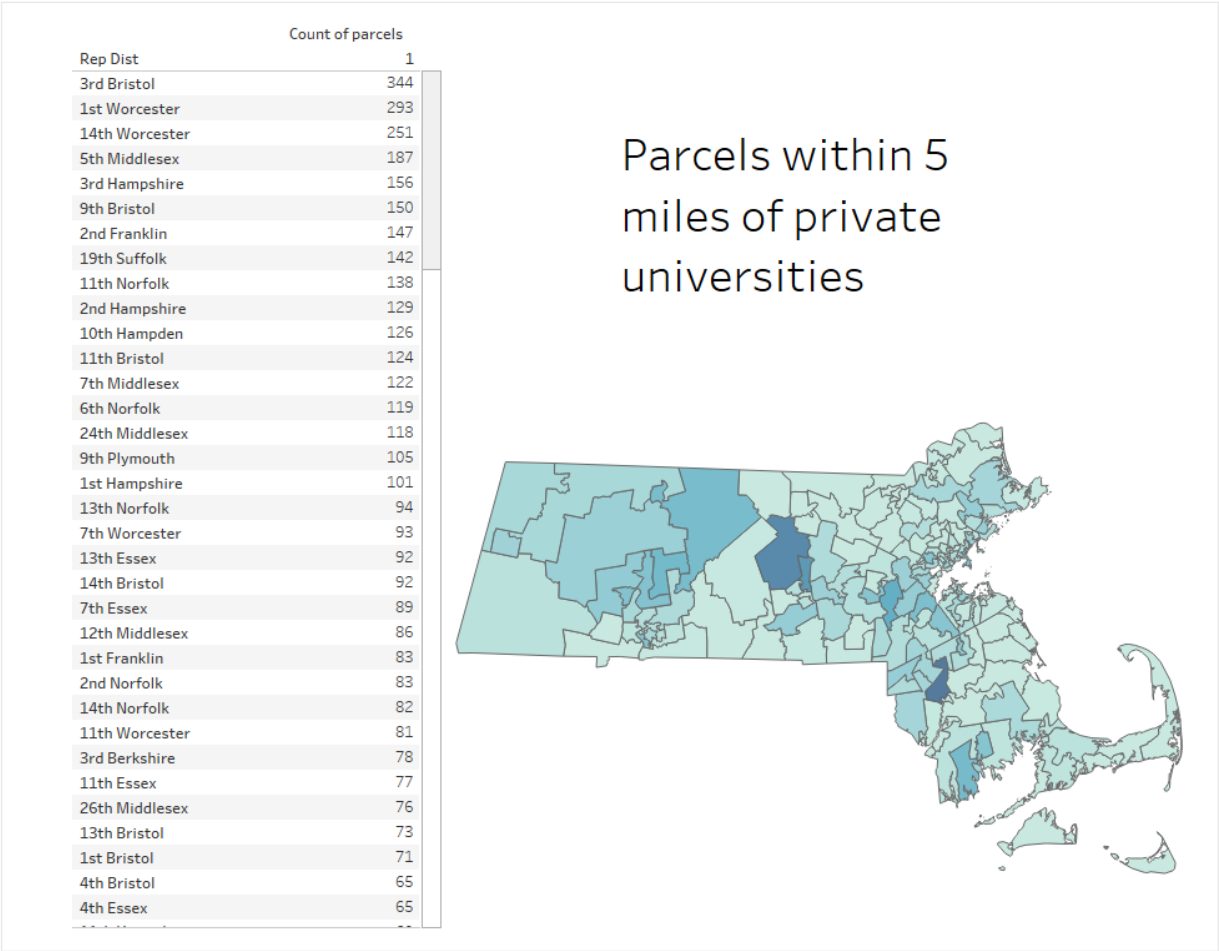 Count of parcels
Rep Dist 1
3rd Bristol 344
1st Worcester 293
14th Worcester 251
5th Middlesex 187
3rd Hampshire 156
9th Bristol 150
2nd Franklin 147
19th Suffolk 142
11th Norfolk 138
2nd Hampshire 129
10th Hampden 126
11th Bristol 124
7th Middlesex 122
6th Norfolk 119
24th Middlesex 118
9th Plymouth 105
1st Hampshire 101
13th Norfolk 94
7th Worcester 93
13th Essex 92
14th Bristol 92
7th Essex 89
12th Middlesex 86
1st Franklin 83
2nd Norfolk 83
14th Norfolk 82
11th Worcester 81
3rd Berkshire 78
11th Essex 77
26th Middlesex 76
13th Bristol 73
1st Bristol 71
4th Bristol 65
4th Essex 65
Parcels within 5
miles of private
universities